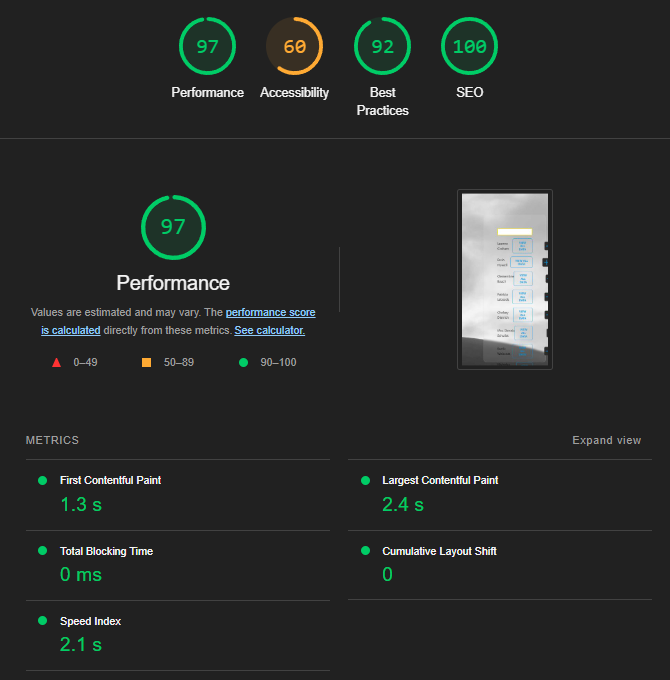 97
60
92
100
Performance
Accessibility
Best
Practices
SEO
97
Performance
Values are estimated and may vary. The performance score
is calculated directly from these metrics. See calculator.
0–49
50–89
90–100
METRICS
Expand view
First Contentful Paint
1.3 s
Largest Contentful Paint
2.4 s
Total Blocking Time
0 ms
Cumulative Layout Shift
0
Speed Index
2.1 s